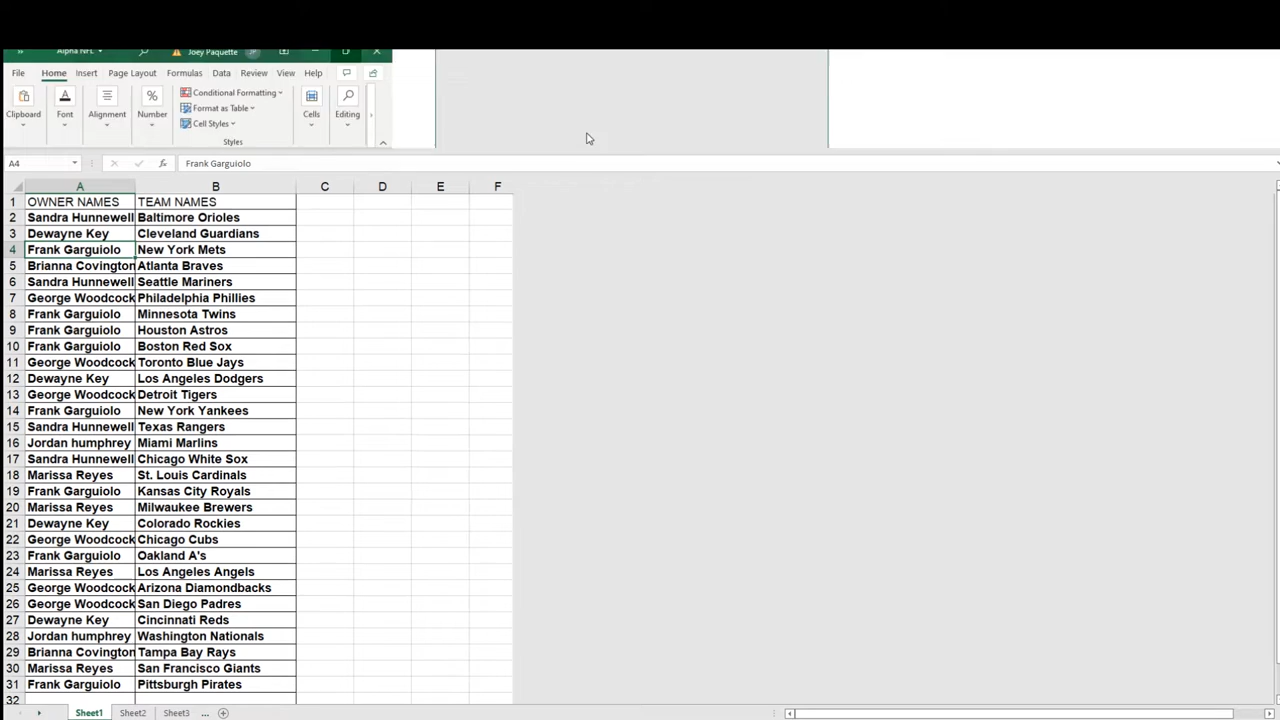 Alpha NFL
Joey Paquette JP
File Home Insert Page Layout Formulas Data Review View Help
Clipboard Font Alignment Number Conditional Formatting Format as Table Cell Styles Styles Cells Editing
A4 fx Frank Garguiolo
A B C D E F
1 OWNER NAMES TEAM NAMES
2 Sandra Hunnewell Baltimore Orioles
3 Dewayne Key Cleveland Guardians
4 Frank Garguiolo New York Mets
5 Brianna Covington Atlanta Braves
6 Sandra Hunnewell Seattle Mariners
7 George Woodcock Philadelphia Phillies
8 Frank Garguiolo Minnesota Twins
9 Frank Garguiolo Houston Astros
10 Frank Garguiolo Boston Red Sox
11 George Woodcock Toronto Blue Jays
12 Dewayne Key Los Angeles Dodgers
13 George Woodcock Detroit Tigers
14 Frank Garguiolo New York Yankees
15 Sandra Hunnewell Texas Rangers
16 Jordan humphrey Miami Marlins
17 Sandra Hunnewell Chicago White Sox
18 Marissa Reyes St. Louis Cardinals
19 Frank Garguiolo Kansas City Royals
20 Marissa Reyes Milwaukee Brewers
21 Dewayne Key Colorado Rockies
22 George Woodcock Chicago Cubs
23 Frank Garguiolo Oakland A's
24 Marissa Reyes Los Angeles Angels
25 George Woodcock Arizona Diamondbacks
26 George Woodcock San Diego Padres
27 Dewayne Key Cincinnati Reds
28 Jordan humphrey Washington Nationals
29 Brianna Covington Tampa Bay Rays
30 Marissa Reyes San Francisco Giants
31 Frank Garguiolo Pittsburgh Pirates
32
Sheet1 Sheet2 Sheet3 ...